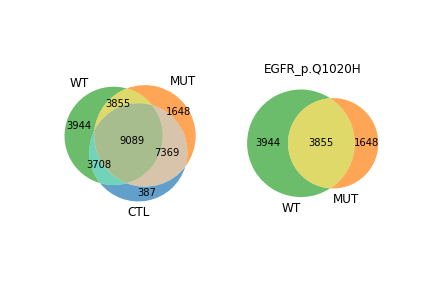 WT
MUT
3855
1648
3944
9089
7369
3708
387
CTL
EGFR_p.Q1020H
3944
3855
1648
WT
MUT